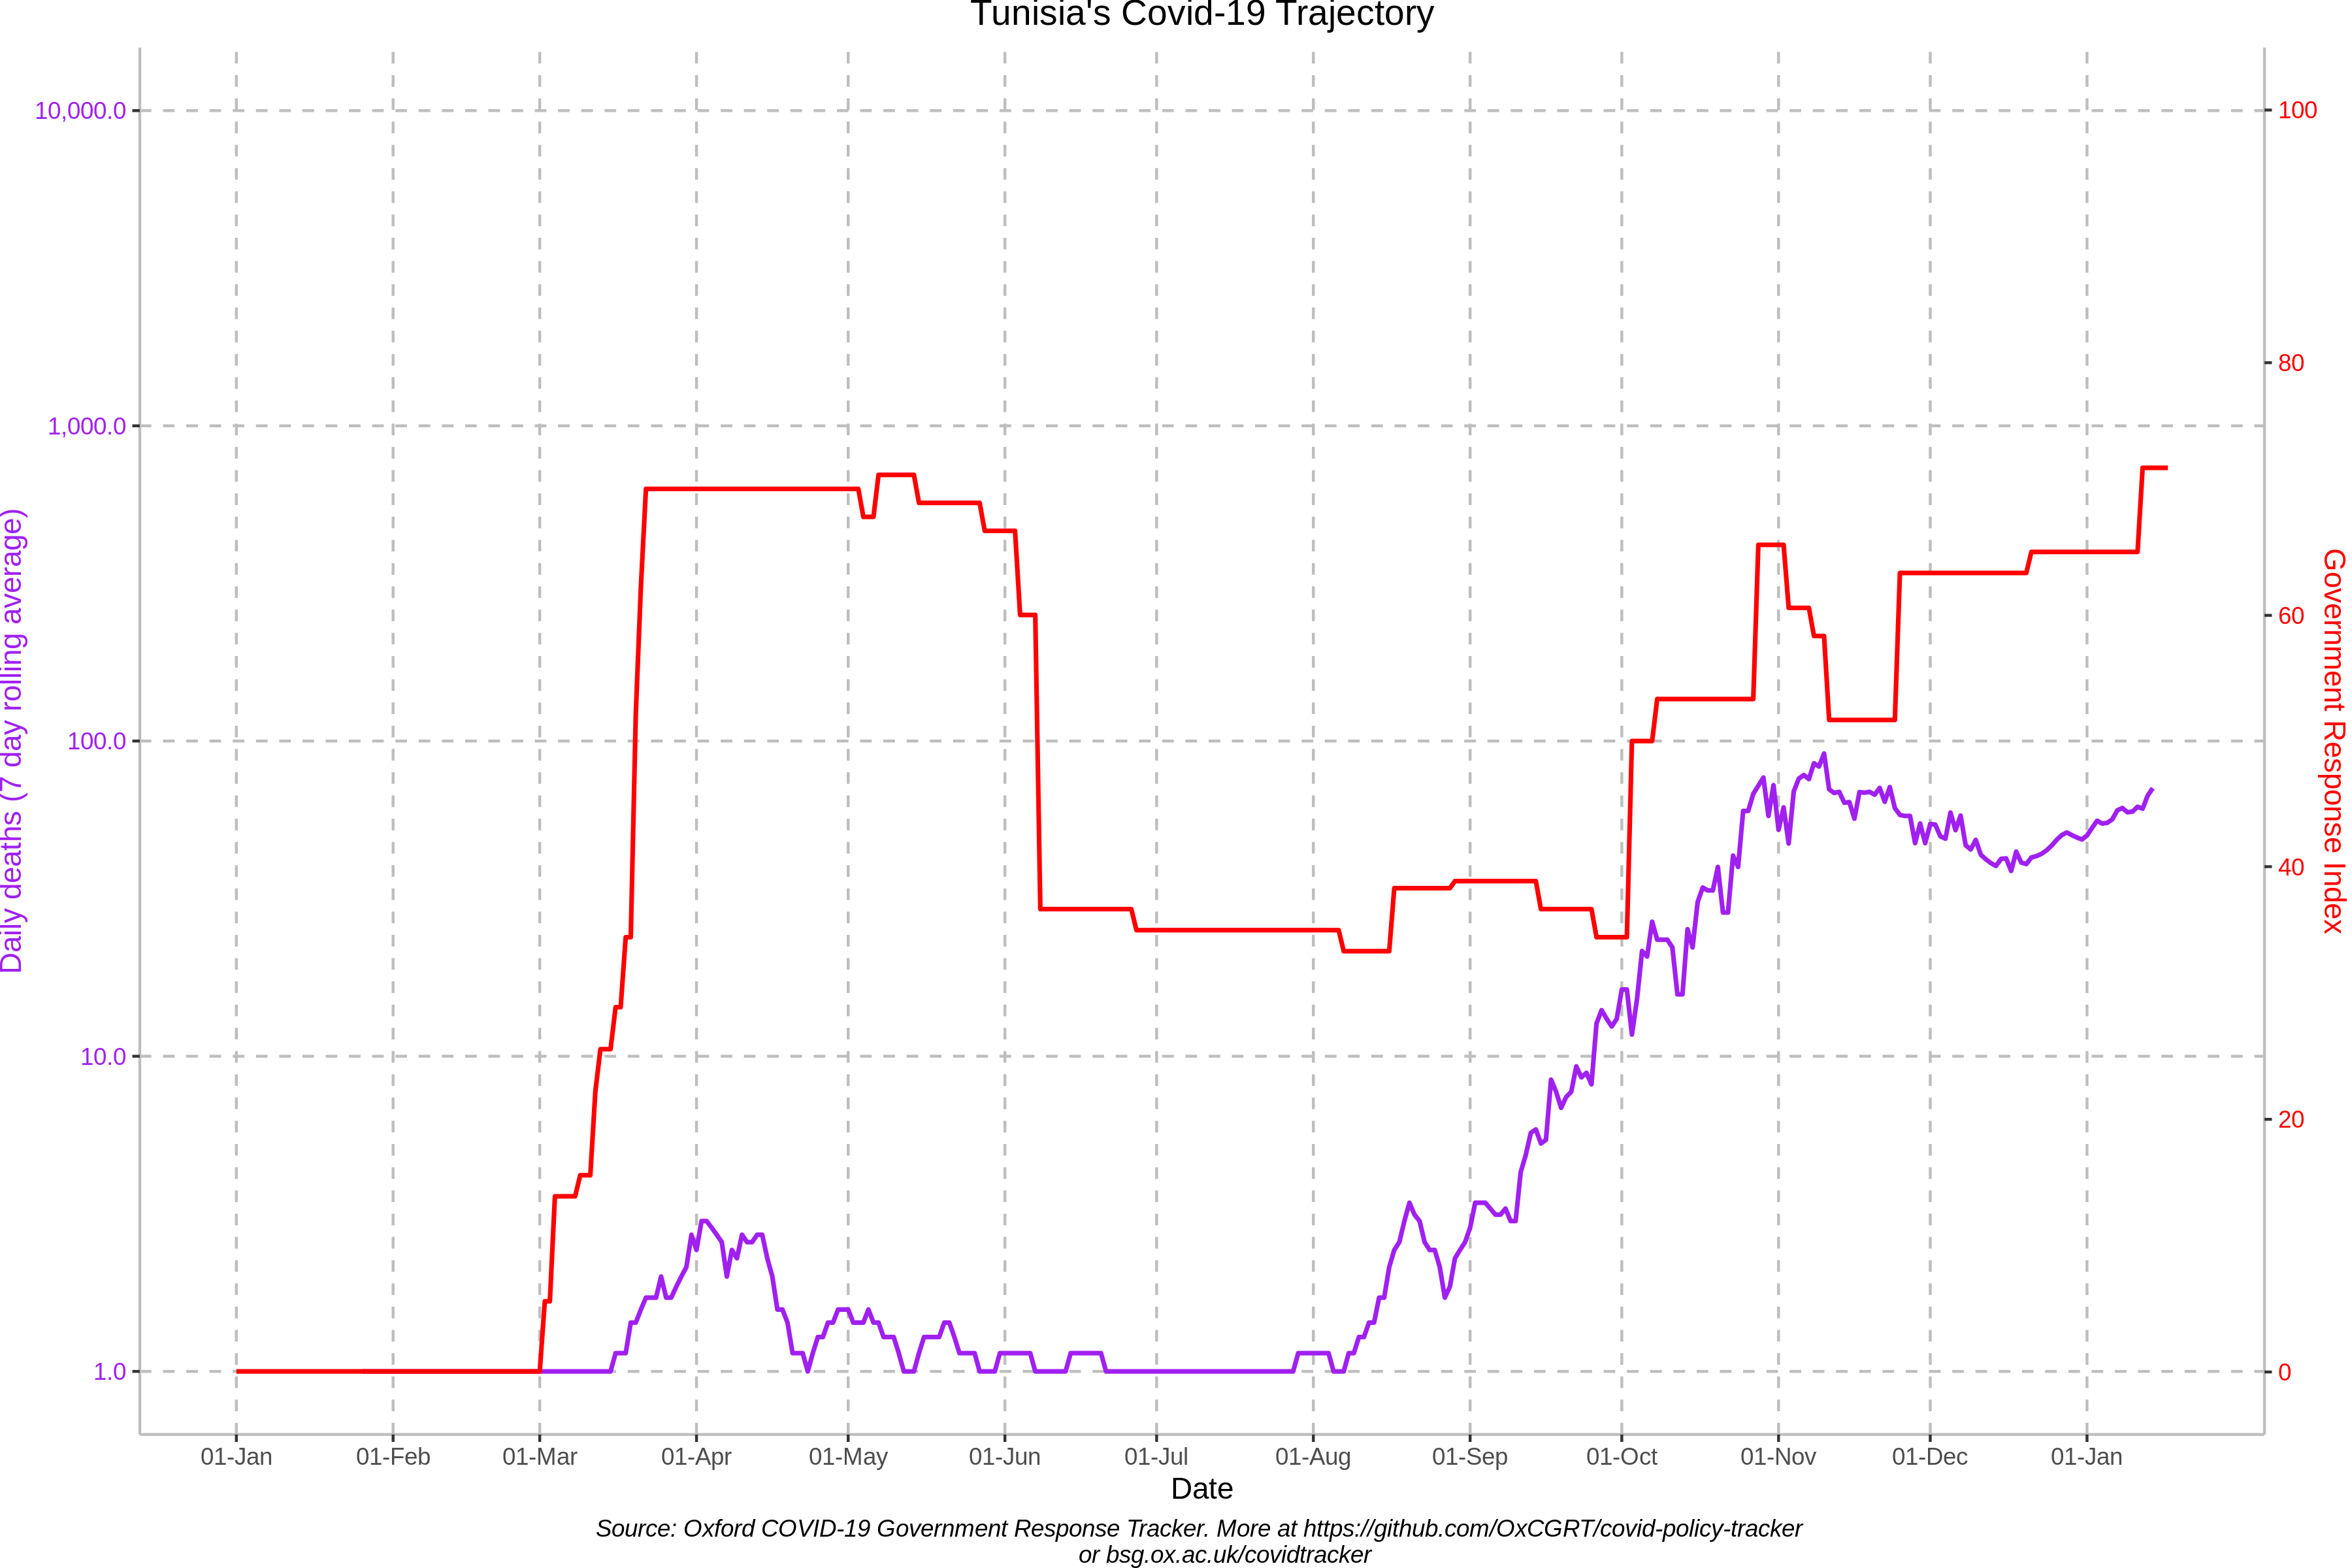 Tunisia's Covid-19 Trajectory
10,000.0
1,000.0
100.0
10.0
1.0
Daily deaths (7 day rolling average)
100
80
60
40
20
0
Government Response Index
01-Jan 01-Feb 01-Mar 01-Apr 01-May 01-Jun 01-Jul 01-Aug 01-Sep 01-Oct 01-Nov 01-Dec 01-Jan
Date
Source: Oxford COVID-19 Government Response Tracker. More at https://github.com/OxCGRT/covid-policy-tracker
or bsg.ox.ac.uk/covidtracker